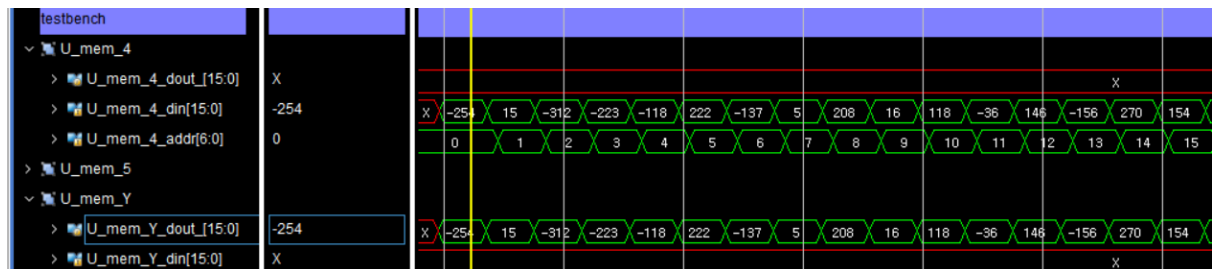 testbench
U_mem_4
U_mem_4_dout_[15:0] X X
U_mem_4_din[15:0] -254 X -254 15 -312 -223 -118 222 -137 5 208 16 118 -36 146 -156 270 154
U_mem_4_addr[6:0] 0 0 1 2 3 4 5 6 7 8 9 10 11 12 13 14 15
U_mem_5
U_mem_Y
U_mem_Y_dout_[15:0] -254 X -254 15 -312 -223 -118 222 -137 5 208 16 118 -36 146 -156 270 154
U_mem_Y_din[15:0] X X